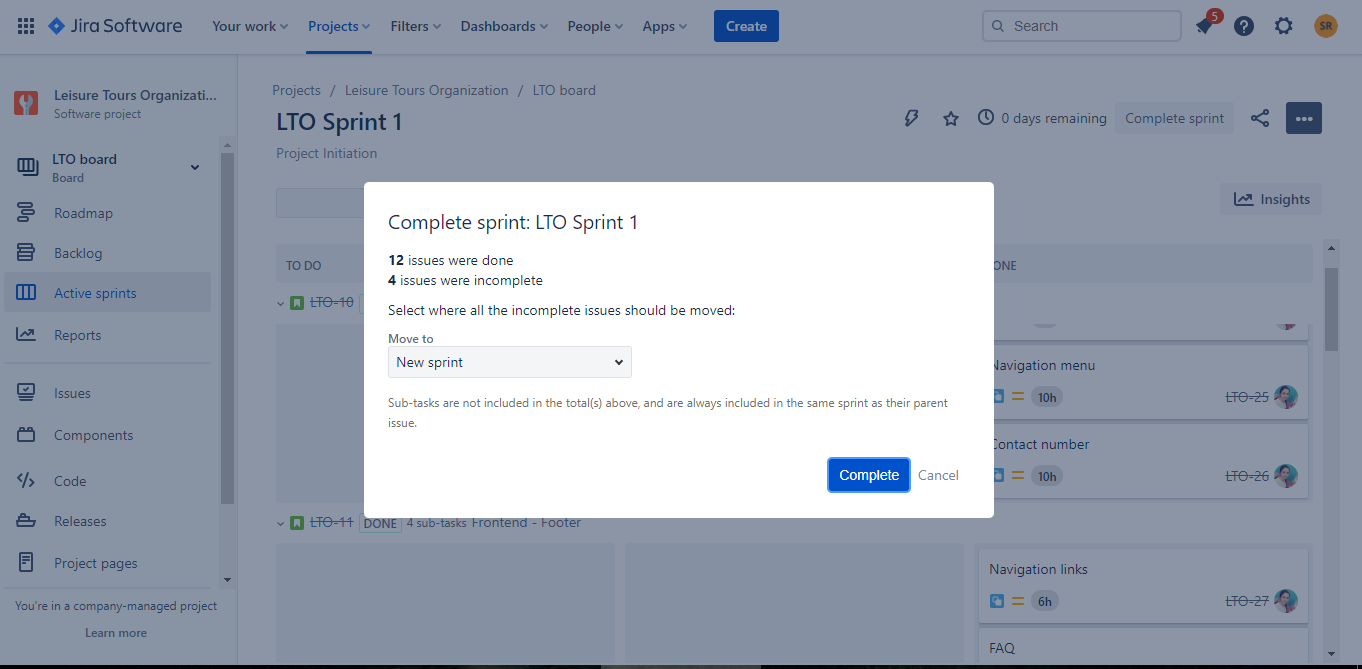 Jira Software
Your work
Projects
Filters
Dashboards
People
Apps
Create
Search
5
SR
Leisure Tours Organizati...
Software project
LTO board
Board
Roadmap
Backlog
Active sprints
Reports
Issues
Components
Code
Releases
Project pages
You're in a company-managed project
Learn more
Projects / Leisure Tours Organization / LTO board
LTO Sprint 1
0 days remaining
Complete sprint
Project Initiation
Insights
TO DO
ONE
LTO-10
Complete sprint: LTO Sprint 1
12 issues were done
4 issues were incomplete
Select where all the incomplete issues should be moved:
Move to
New sprint
Sub-tasks are not included in the total(s) above, and are always included in the same sprint as their parent
issue.
Complete
Cancel
Navigation menu
10h
LTO-25
Contact number
10h
LTO-26
LTO-11 DONE 4 sub-tasks Frontend - Footer
Navigation links
6h
LTO-27
FAQ